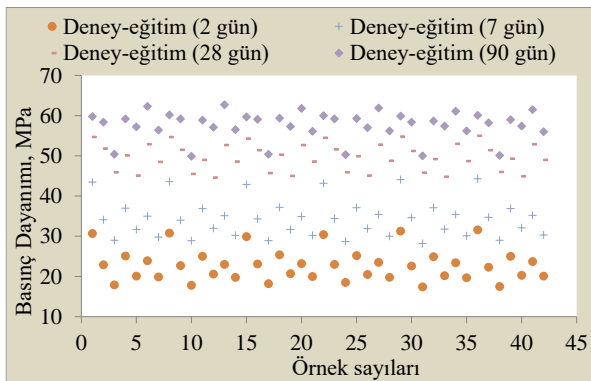 Deney-eğitim (2 gün) Deney-eğitim (7 gün)
Deney-eğitim (28 gün) Deney-eğitim (90 gün)
Basınç Dayanımı, MPa
70
60
50
40
30
20
10
0 5 10 15 20 25 30 35 40 45
Örnek sayıları